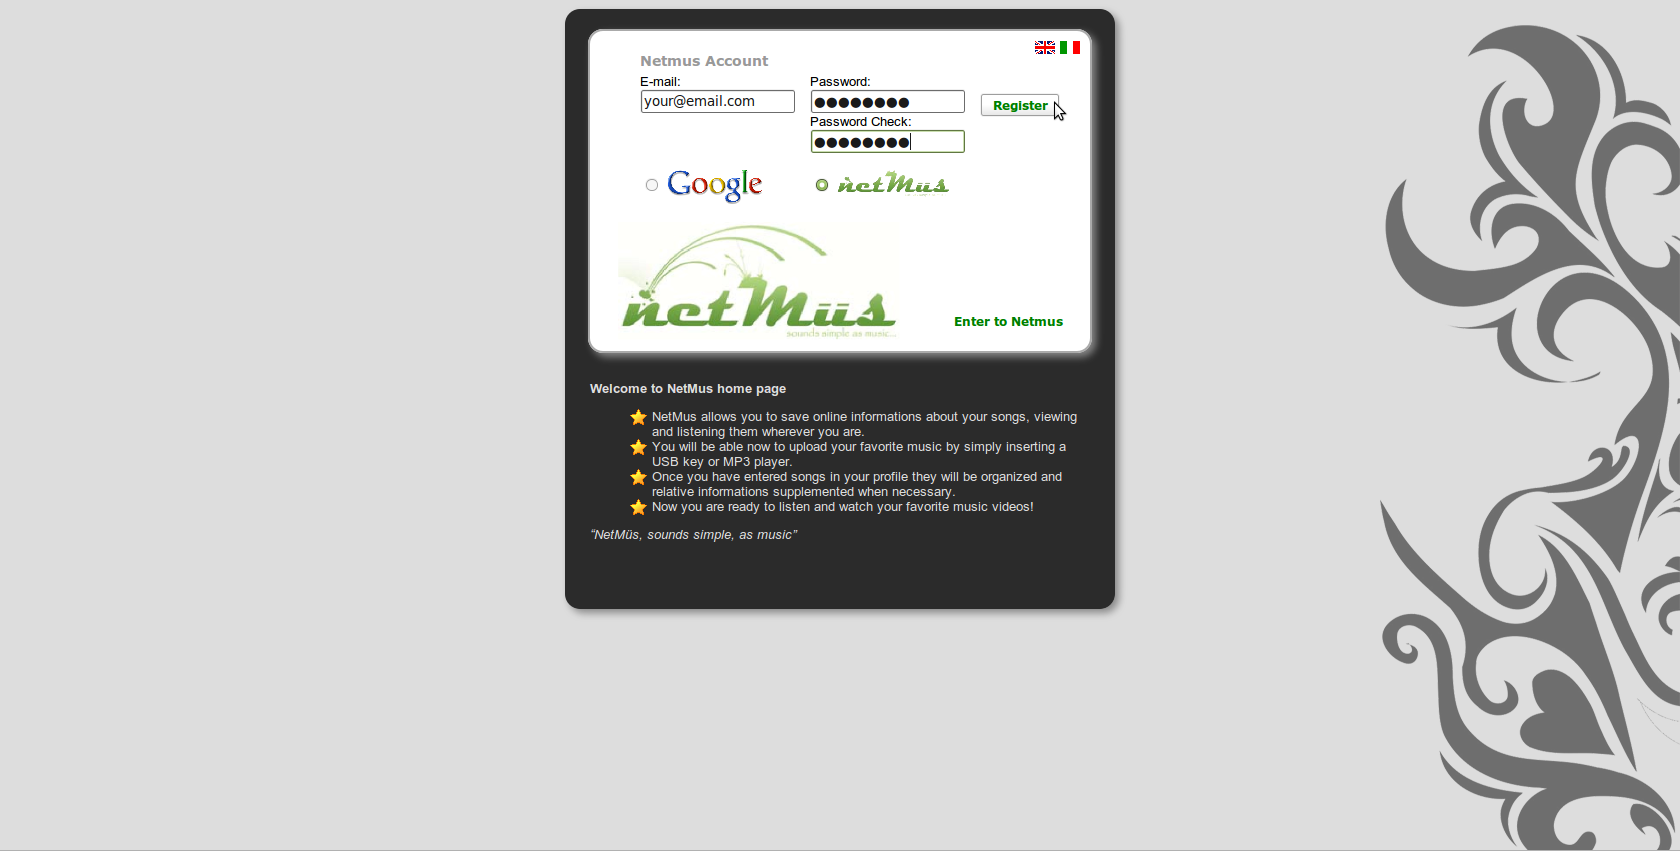 Netmus Account
E-mail: Password:
your@email.com ●●●●●●●● Register
Password Check:
●●●●●●●●
Google netMüs
netMüs
sounds simple as music...
Enter to Netmus
Welcome to NetMus home page
NetMus allows you to save online informations about your songs, viewing
and listening them wherever you are.
You will be able now to upload your favorite music by simply inserting a
USB key or MP3 player.
Once you have entered songs in your profile they will be organized and
relative informations supplemented when necessary.
Now you are ready to listen and watch your favorite music videos!
“NetMüs, sounds simple, as music”